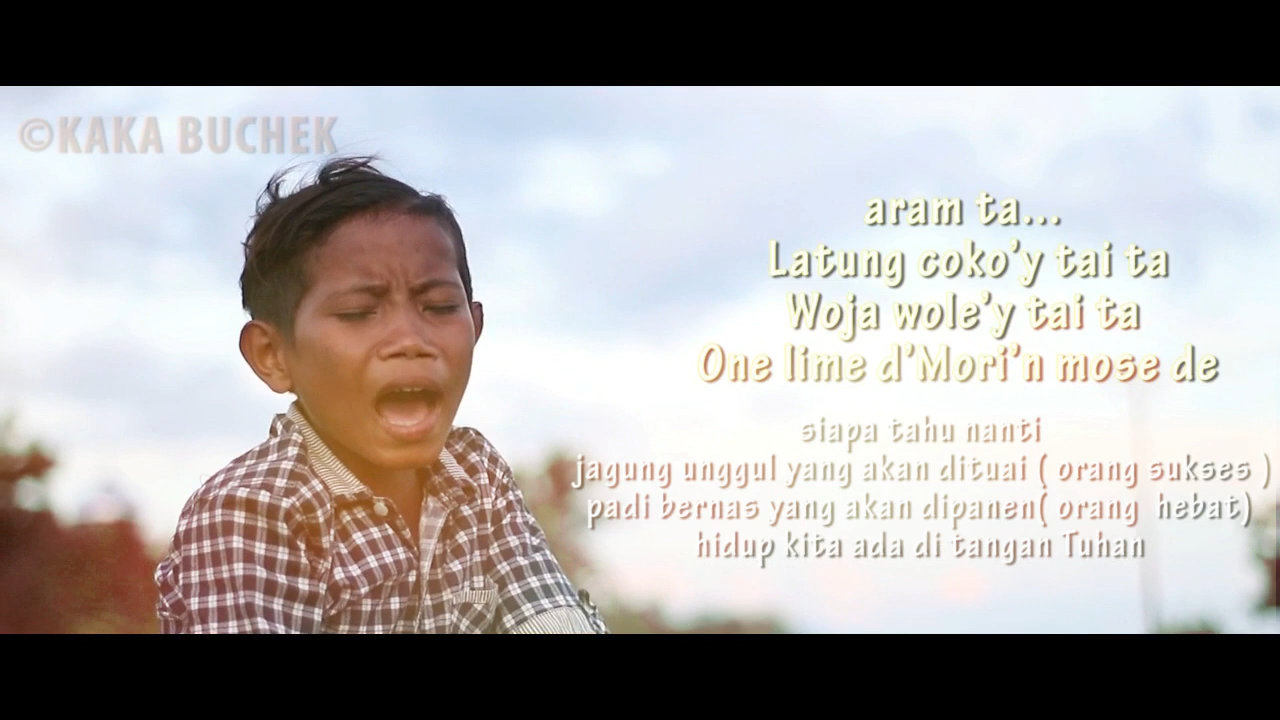 ©KAKA BUCHEK
aram ta...
Latung coko'y tai ta
Woja wole'y tai ta
One lime d'Mori'n mose de
siapa tahu nanti
jagung unggul yang akan dituai ( orang sukses )
padi bernas yang akan dipanen( orang hebat)
hidup kita ada di tangan Tuhan